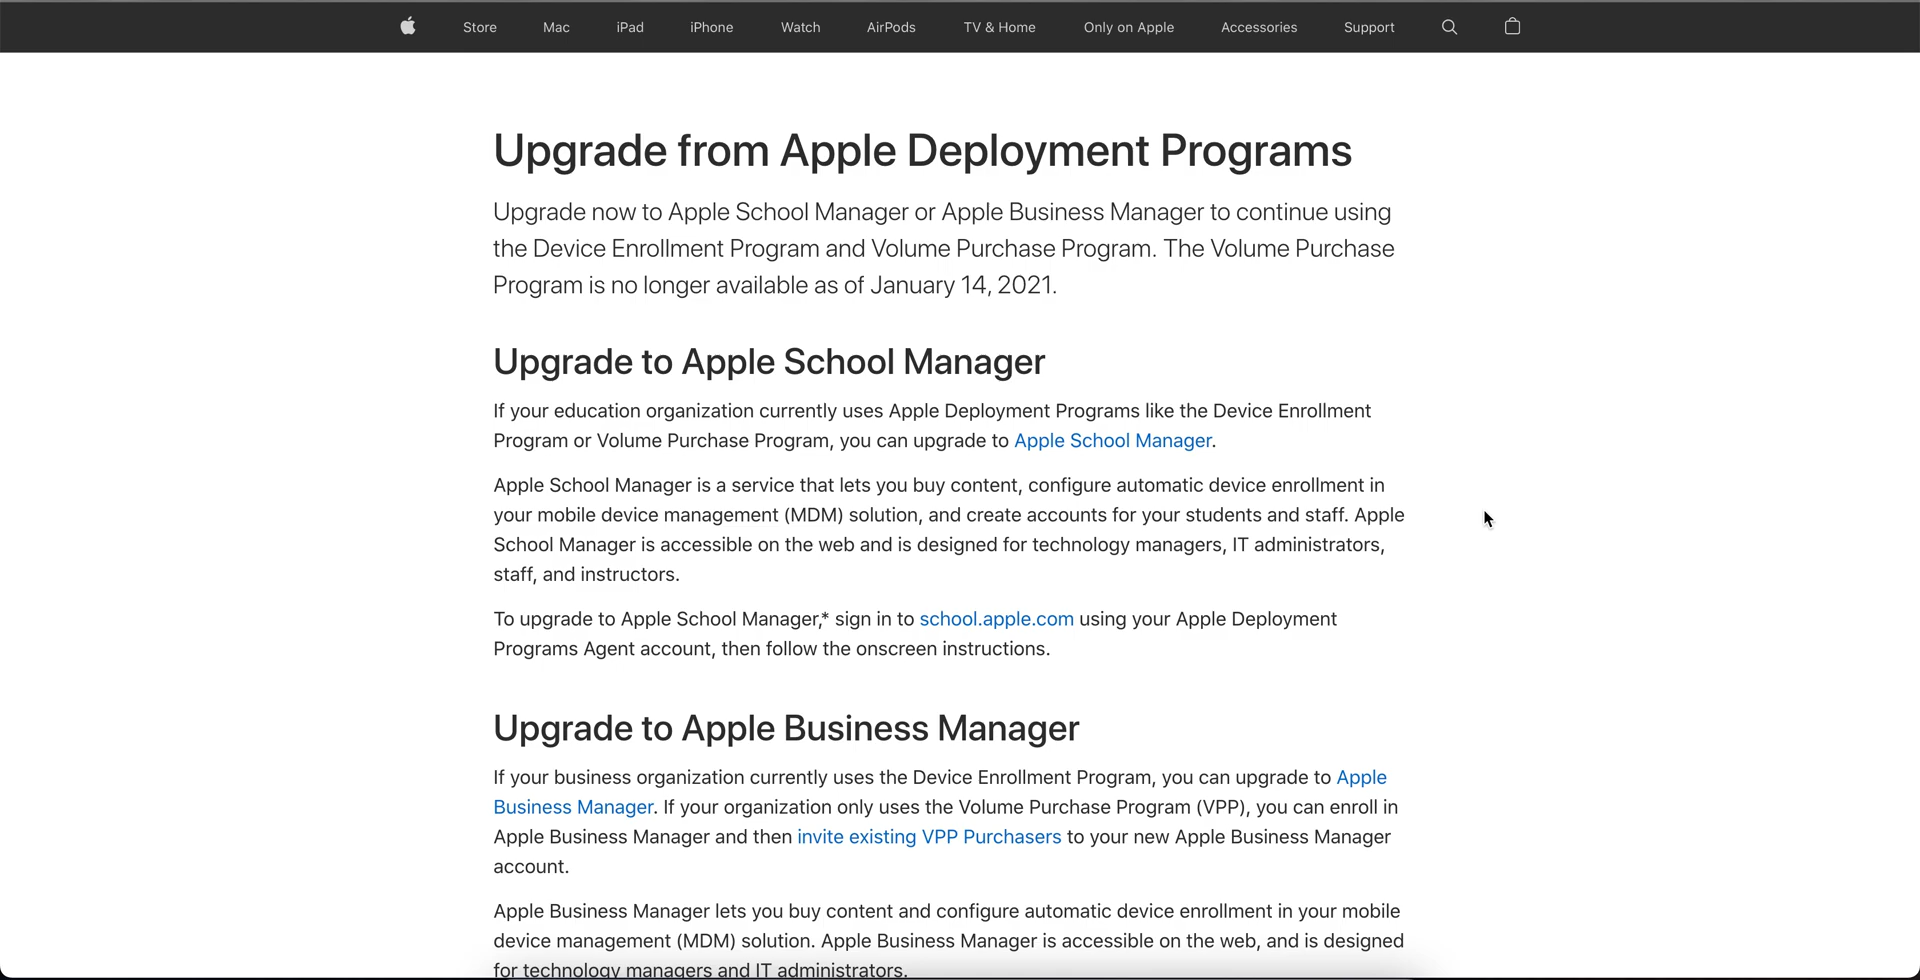 Store Mac iPad iPhone Watch AirPods TV & Home Only on Apple Accessories Support
Upgrade from Apple Deployment Programs
Upgrade now to Apple School Manager or Apple Business Manager to continue using
the Device Enrollment Program and Volume Purchase Program. The Volume Purchase
Program is no longer available as of January 14, 2021.
Upgrade to Apple School Manager
If your education organization currently uses Apple Deployment Programs like the Device Enrollment
Program or Volume Purchase Program, you can upgrade to Apple School Manager.
Apple School Manager is a service that lets you buy content, configure automatic device enrollment in
your mobile device management (MDM) solution, and create accounts for your students and staff. Apple
School Manager is accessible on the web and is designed for technology managers, IT administrators,
staff, and instructors.
To upgrade to Apple School Manager,* sign in to school.apple.com using your Apple Deployment
Programs Agent account, then follow the onscreen instructions.
Upgrade to Apple Business Manager
If your business organization currently uses the Device Enrollment Program, you can upgrade to Apple
Business Manager. If your organization only uses the Volume Purchase Program (VPP), you can enroll in
Apple Business Manager and then invite existing VPP Purchasers to your new Apple Business Manager
account.
Apple Business Manager lets you buy content and configure automatic device enrollment in your mobile
device management (MDM) solution. Apple Business Manager is accessible on the web, and is designed
for technology managers and IT administrators.